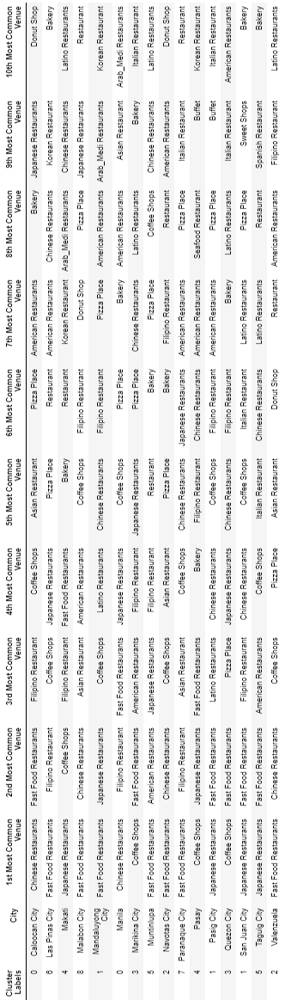 Cluster Labels City 1st Most Common Venue 2nd Most Common Venue 3rd Most Common Venue 4th Most Common Venue 5th Most Common Venue 6th Most Common Venue 7th Most Common Venue 8th Most Common Venue 9th Most Common Venue 10th Most Common Venue
0 Caloocan City Chinese Restaurants Fast Food Restaurants Filipino Restaurant Coffee Shops Asian Restaurant Pizza Place American Restaurants Bakery Japanese Restaurants Donut Shop
6 Las Pinas City Fast Food Restaurants Filipino Restaurant Coffee Shops Japanese Restaurants Pizza Place Restaurant American Restaurants Chinese Restaurants Korean Restaurant Bakery
4 Makati Japanese Restaurants Coffee Shops Filipino Restaurant Fast Food Restaurants Bakery Restaurant Korean Restaurant Arab_Medi Restaurants Chinese Restaurants Latino Restaurants
8 Malabon City Fast Food Restaurants Chinese Restaurants Asian Restaurant American Restaurants Coffee Shops Filipino Restaurant Donut Shop Pizza Place Japanese Restaurants Restaurant
1 Mandaluyong City Fast Food Restaurants Japanese Restaurants Coffee Shops Latino Restaurants Chinese Restaurants Filipino Restaurant Pizza Place American Restaurants Arab_Medi Restaurants Korean Restaurant
0 Manila Chinese Restaurants Filipino Restaurant Fast Food Restaurants Japanese Restaurants Coffee Shops Pizza Place Bakery American Restaurants Asian Restaurant Arab_Medi Restaurants
3 Marikina City Coffee Shops Fast Food Restaurants American Restaurants Filipino Restaurant Japanese Restaurants Pizza Place Chinese Restaurants Latino Restaurants Bakery Italian Restaurant
5 Muntinlupa Fast Food Restaurants American Restaurants Japanese Restaurants Filipino Restaurant Restaurant Bakery Pizza Place Coffee Shops Chinese Restaurants Latino Restaurants
2 Navotas City Fast Food Restaurants Chinese Restaurants Coffee Shops Asian Restaurant Pizza Place Bakery Filipino Restaurant Restaurant American Restaurants Donut Shop
7 Paranaque City Fast Food Restaurants Filipino Restaurant Asian Restaurant Coffee Shops Chinese Restaurants Japanese Restaurants American Restaurants Pizza Place Italian Restaurant Restaurant
4 Pasay Coffee Shops Japanese Restaurants Fast Food Restaurants Bakery Filipino Restaurant Chinese Restaurants American Restaurants Seafood Restaurant Buffet Korean Restaurant
1 Pasig City Japanese Restaurants Fast Food Restaurants Latino Restaurants Chinese Restaurants Coffee Shops Filipino Restaurant American Restaurants Pizza Place Buffet Italian Restaurant
3 Quezon City Coffee Shops Fast Food Restaurants Pizza Place Japanese Restaurants Chinese Restaurants Filipino Restaurant Bakery Latino Restaurants Italian Restaurant American Restaurants
1 San Juan City Japanese Restaurants Fast Food Restaurants Filipino Restaurant Chinese Restaurants Coffee Shops Italian Restaurant Latino Restaurants Pizza Place Sweet Shops Bakery
5 Taguig City Japanese Restaurants Fast Food Restaurants American Restaurants Coffee Shops Italian Restaurant Chinese Restaurants Latino Restaurants Restaurant Spanish Restaurant Bakery
2 Valenzuela Fast Food Restaurants Chinese Restaurants Coffee Shops Pizza Place Asian Restaurant Donut Shop Restaurant American Restaurants Filipino Restaurant Latino Restaurants